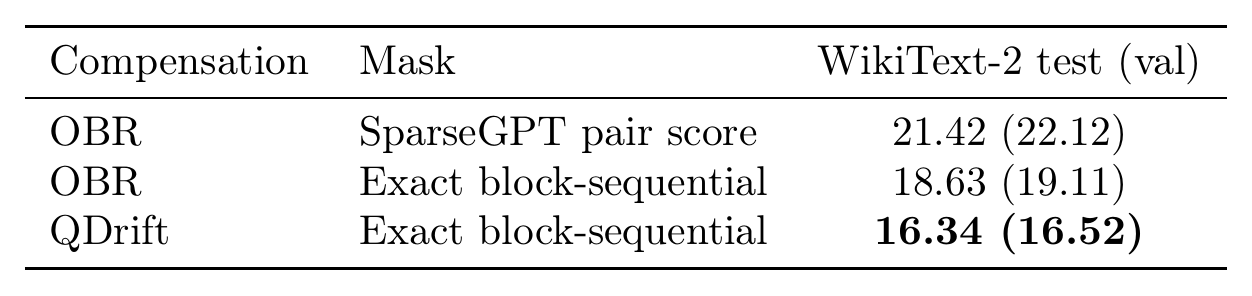 Compensation Mask WikiText-2 test (val)
OBR SparseGPT pair score 21.42 (22.12)
OBR Exact block-sequential 18.63 (19.11)
QDrift Exact block-sequential 16.34 (16.52)